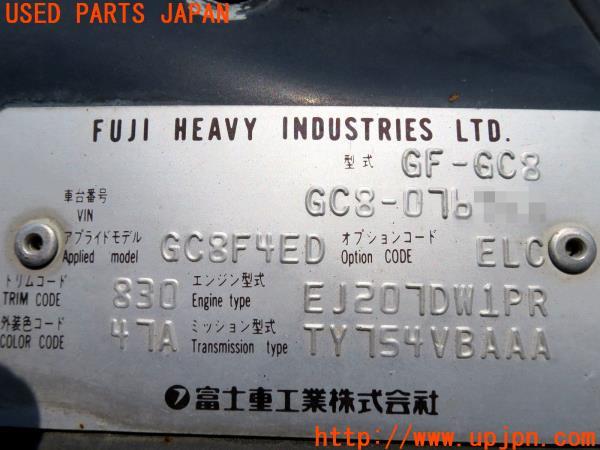 USED PARTS JAPAN
FUJI HEAVY INDUSTRIES LTD.
型式 GF-GC8
車台番号 VIN GC8-076
アプライドモデル Applied model GC8F4ED オプションコード Option CODE ELC
トリムコード TRIM CODE 830 エンジン型式 Engine type EJ207DW1PR
外装色コード COLOR CODE 47A ミッション型式 Transmission type TY754VBAAA
富士重工業株式会社
http://www.upjpn.com/